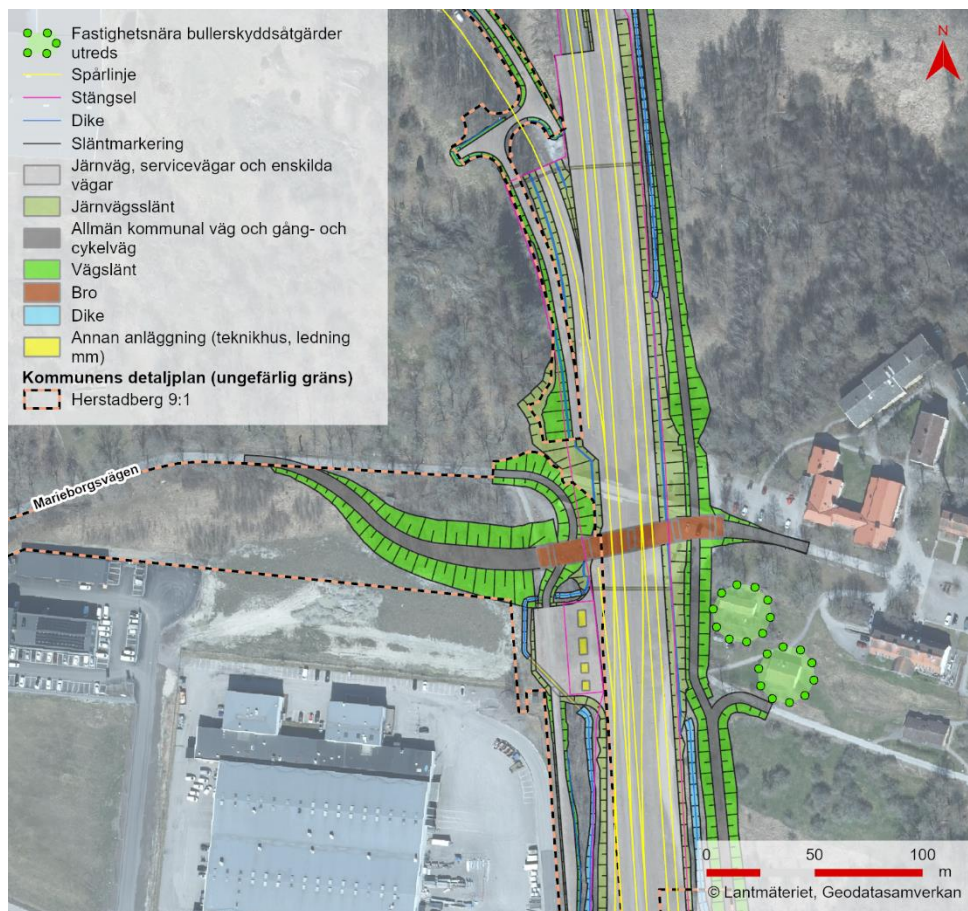 Fastighetsnära bullerskyddsåtgärder
utreds
Spårlinje
Stängsel
Dike
Släntmarkering
Järnväg, servicevägar och enskilda
vägar
Järnvägsslänt
Allmän kommunal väg och gång- och
cykelväg
Vägslänt
Bro
Dike
Annan anläggning (teknikhus, ledning
mm)
Kommunens detaljplan (ungefärlig gräns)
Herstadberg 9:1
N
Marieborgsvägen
0 50 100
m
© Lantmäteriet, Geodatasamverkan